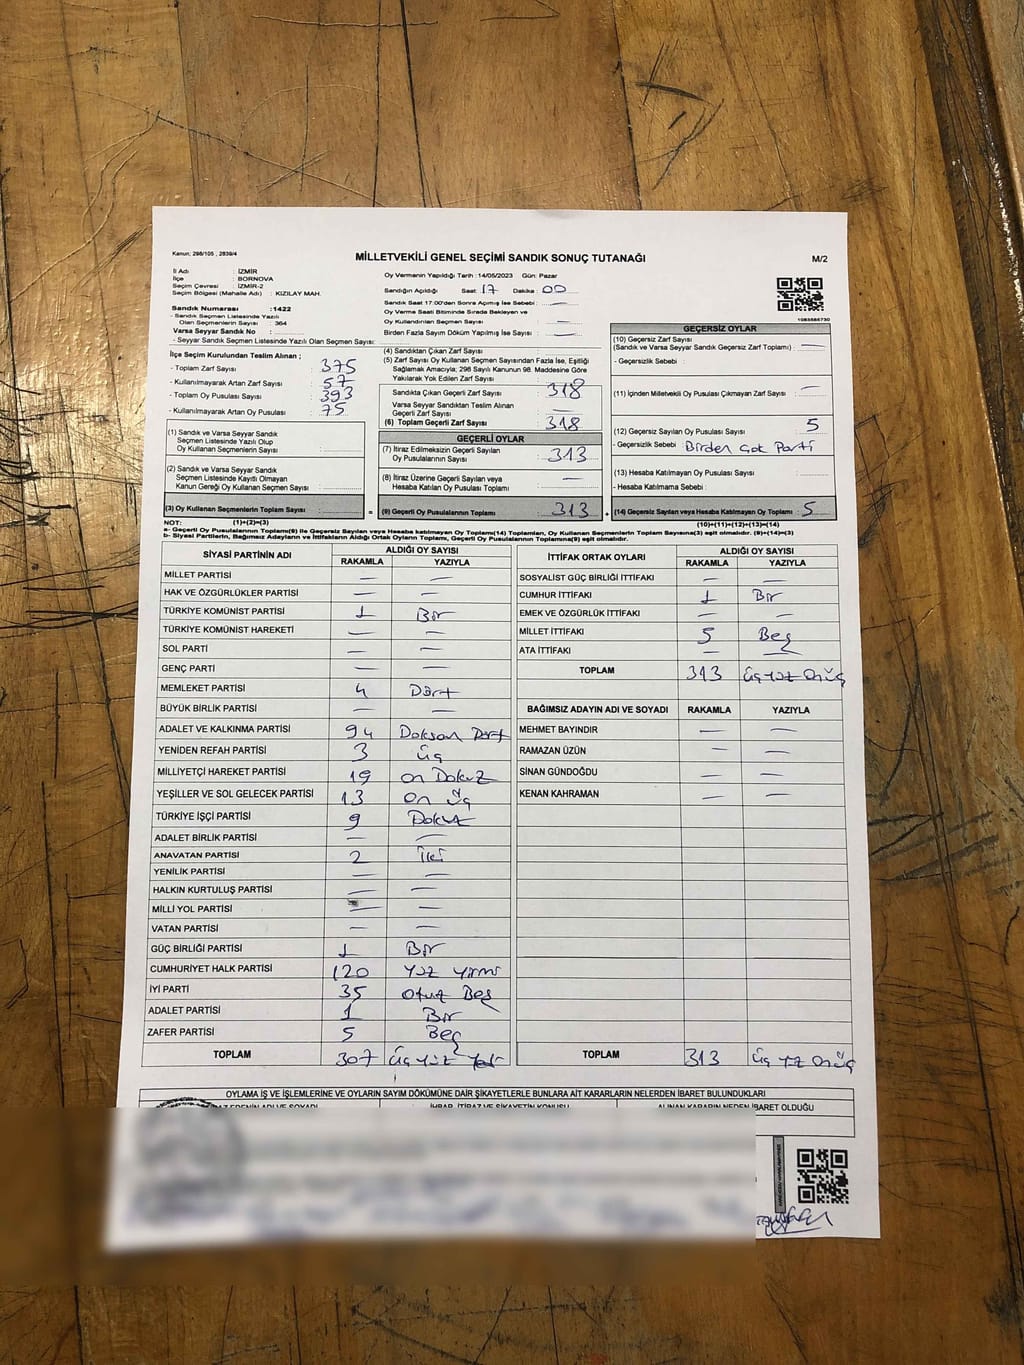 Kanun: 298/105 , 2839/4
MİLLETVEKİLİ GENEL SEÇİMİ SANDIK SONUÇ TUTANAĞI
M/2
İl Adı : İZMİR
İlçe : BORNOVA
Seçim Çevresi : İZMİR-2
Seçim Bölgesi (Mahalle Adı) : KIZILAY MAH.
Sandık Numarası : 1422
- Sandık Seçmen Listesinde Yazılı
Olan Seçmenlerin Sayısı : 364
Varsa Seyyar Sandık No :
- Seyyar Sandık Seçmen Listesinde Yazılı Olan Seçmen Sayısı:
Oy Vermenin Yapıldığı Tarih : 14/05/2023 Gün: Pazar
Sandığın Açıldığı Saat : 17 Dakika : 00
Sandık Saat 17:00'den Sonra Açılmış İse Sebebi : —
Oy Verme Saati Bitiminde Sırada Bekleyen ve
Oy Kullandırılan Seçmen Sayısı : —
Birden Fazla Sayım Döküm Yapılmış İse Sayısı : —
İlçe Seçim Kurulundan Teslim Alınan ;
- Toplam Zarf Sayısı : 375
- Kullanılmayarak Artan Zarf Sayısı : 57
- Toplam Oy Pusulası Sayısı : 393
- Kullanılmayarak Artan Oy Pusulası : 75
(1) Sandık ve Varsa Seyyar Sandık
Seçmen Listesinde Yazılı Olup
Oy Kullanan Seçmenlerin Sayısı :
(2) Sandık ve Varsa Seyyar Sandık
Seçmen Listesinde Kayıtlı Olmayan
Kanun Gereği Oy Kullanan Seçmen Sayısı :
(3) Oy Kullanan Seçmenlerin Toplam Sayısı :
(4) Sandıktan Çıkan Zarf Sayısı :
(5) Zarf Sayısı Oy Kullanan Seçmen Sayısından Fazla İse, Eşitliği
Sağlamak Amacıyla; 298 Sayılı Kanunun 98. Maddesine Göre
Yakılarak Yok Edilen Zarf Sayısı :
Sandıkta Çıkan Geçerli Zarf Sayısı : 318
Varsa Seyyar Sandıktan Teslim Alınan
Geçerli Zarf Sayısı : —
(6) Toplam Geçerli Zarf Sayısı : 318
GEÇERLİ OYLAR
(7) İtiraz Edilmeksizin Geçerli Sayılan
Oy Pusulalarının Sayısı : 313
(8) İtiraz Üzerine Geçerli Sayılan veya
Hesaba Katılan Oy Pusulası Toplamı : —
= (9) Geçerli Oy Pusulalarının Toplamı : 313
1083586730
GEÇERSİZ OYLAR
(10) Geçersiz Zarf Sayısı
(Sandık ve Varsa Seyyar Sandık Geçersiz Zarf Toplamı) : —
- Geçersizlik Sebebi :
(11) İçinden Milletvekili Oy Pusulası Çıkmayan Zarf Sayısı : —
(12) Geçersiz Sayılan Oy Pusulası Sayısı : 5
- Geçersizlik Sebebi : Birden Çok Parti
(13) Hesaba Katılmayan Oy Pusulası Sayısı :
- Hesaba Katılmama Sebebi :
+ (14) Geçersiz Sayılan veya Hesaba Katılmayan Oy Toplamı : 5
NOT: (1)+(2)=(3) (10)+(11)+(12)+(13)=(14)
a- Geçerli Oy Pusulalarının Toplamı(9) ile Geçersiz Sayılan veya Hesaba Katılmayan Oy Toplamı(14) Toplamları, Oy Kullanan Seçmenlerin Toplam Sayısına(3) eşit olmalıdır. (9)+(14)=(3)
b- Siyasi Partilerin, Bağımsız Adayların ve İttifakların Aldığı Ortak Oyların Toplamı, Geçerli Oy Pusulalarının Toplamına(9) eşit olmalıdır.
SİYASİ PARTİNİN ADI ALDIĞI OY SAYISI
RAKAMLA YAZIYLA
MİLLET PARTİSİ — —
HAK VE ÖZGÜRLÜKLER PARTİSİ — —
TÜRKİYE KOMÜNİST PARTİSİ 1 Bir
TÜRKİYE KOMÜNİST HAREKETİ — —
SOL PARTİ — —
GENÇ PARTİ — —
MEMLEKET PARTİSİ 4 Dört
BÜYÜK BİRLİK PARTİSİ — —
ADALET VE KALKINMA PARTİSİ 94 Doksan Dört
YENİDEN REFAH PARTİSİ 3 üç
MİLLİYETÇİ HAREKET PARTİSİ 19 on Dokuz
YEŞİLLER VE SOL GELECEK PARTİSİ 13 on üç
TÜRKİYE İŞÇİ PARTİSİ 9 Dokuz
ADALET BİRLİK PARTİSİ — —
ANAVATAN PARTİSİ 2 İki
YENİLİK PARTİSİ — —
HALKIN KURTULUŞ PARTİSİ — —
MİLLİ YOL PARTİSİ — —
VATAN PARTİSİ — —
GÜÇ BİRLİĞİ PARTİSİ 1 Bir
CUMHURİYET HALK PARTİSİ 120 Yüz Yirmi
İYİ PARTİ 35 Otuz Beş
ADALET PARTİSİ 1 Bir
ZAFER PARTİSİ 5 Beş
TOPLAM 307 Üç Yüz Yedi
İTTİFAK ORTAK OYLARI ALDIĞI OY SAYISI
RAKAMLA YAZIYLA
SOSYALİST GÜÇ BİRLİĞİ İTTİFAKI — —
CUMHUR İTTİFAKI 1 Bir
EMEK VE ÖZGÜRLÜK İTTİFAKI — —
MİLLET İTTİFAKI 5 Beş
ATA İTTİFAKI — —
TOPLAM 313 üç yüz on üç
BAĞIMSIZ ADAYIN ADI VE SOYADI RAKAMLA YAZIYLA
MEHMET BAYINDIR — —
RAMAZAN ÜZÜN — —
SİNAN GÜNDOĞDU — —
KENAN KAHRAMAN — —
TOPLAM 313 üç yüz on üç
OYLAMA İŞ VE İŞLEMLERİNE VE OYLARIN SAYIM DÖKÜMÜNE DAİR ŞİKAYETLERLE BUNLARA AİT KARARLARIN NELERDEN İBARET BULUNDUKLARI
EDENİN ADI VE SOYADI İHBAR, İTİRAZ VE ŞİKAYETİN KONUSU ALINAN KARARIN NEDEN İBARET OLDUĞU